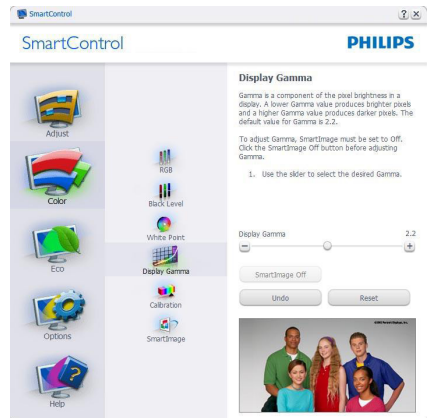 SmartControl
SmartControl
PHILIPS
Adjust
Color
Eco
Options
Help
RGB
Black Level
White Point
Display Gamma
Calibration
SmartImage
Display Gamma
Gamma is a component of the pixel brightness in a
display. A lower Gamma value produces brighter pixels
and a higher Gamma value produces darker pixels. The
default value for Gamma is 2.2.
To adjust Gamma, SmartImage must be set to Off.
Click the SmartImage Off button before adjusting
Gamma.
1. Use the slider to select the desired Gamma.
Display Gamma 2.2
SmartImage Off
Undo Reset